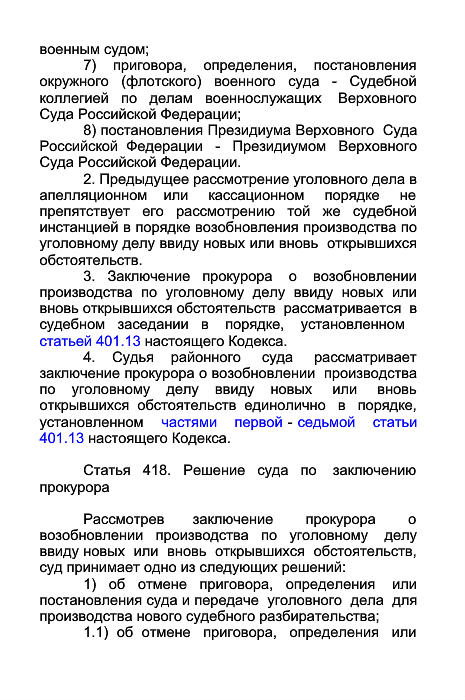 военным судом;
7) приговора, определения, постановления
окружного (флотского) военного суда - Судебной
коллегией по делам военнослужащих Верховного
Суда Российской Федерации;
8) постановления Президиума Верховного Суда
Российской Федерации - Президиумом Верховного
Суда Российской Федерации.
2. Предыдущее рассмотрение уголовного дела в
апелляционном или кассационном порядке не
препятствует его рассмотрению той же судебной
инстанцией в порядке возобновления производства по
уголовному делу ввиду новых или вновь открывшихся
обстоятельств.
3. Заключение прокурора о возобновлении
производства по уголовному делу ввиду новых или
вновь открывшихся обстоятельств рассматривается в
судебном заседании в порядке, установленном
статьей 401.13 настоящего Кодекса.
4. Судья районного суда рассматривает
заключение прокурора о возобновлении производства
по уголовному делу ввиду новых или вновь
открывшихся обстоятельств единолично в порядке,
установленном частями первой - седьмой статьи
401.13 настоящего Кодекса.
Статья 418. Решение суда по заключению
прокурора
Рассмотрев заключение прокурора о
возобновлении производства по уголовному делу
ввиду новых или вновь открывшихся обстоятельств,
суд принимает одно из следующих решений:
1) об отмене приговора, определения или
постановления суда и передаче уголовного дела для
производства нового судебного разбирательства;
1.1) об отмене приговора, определения или